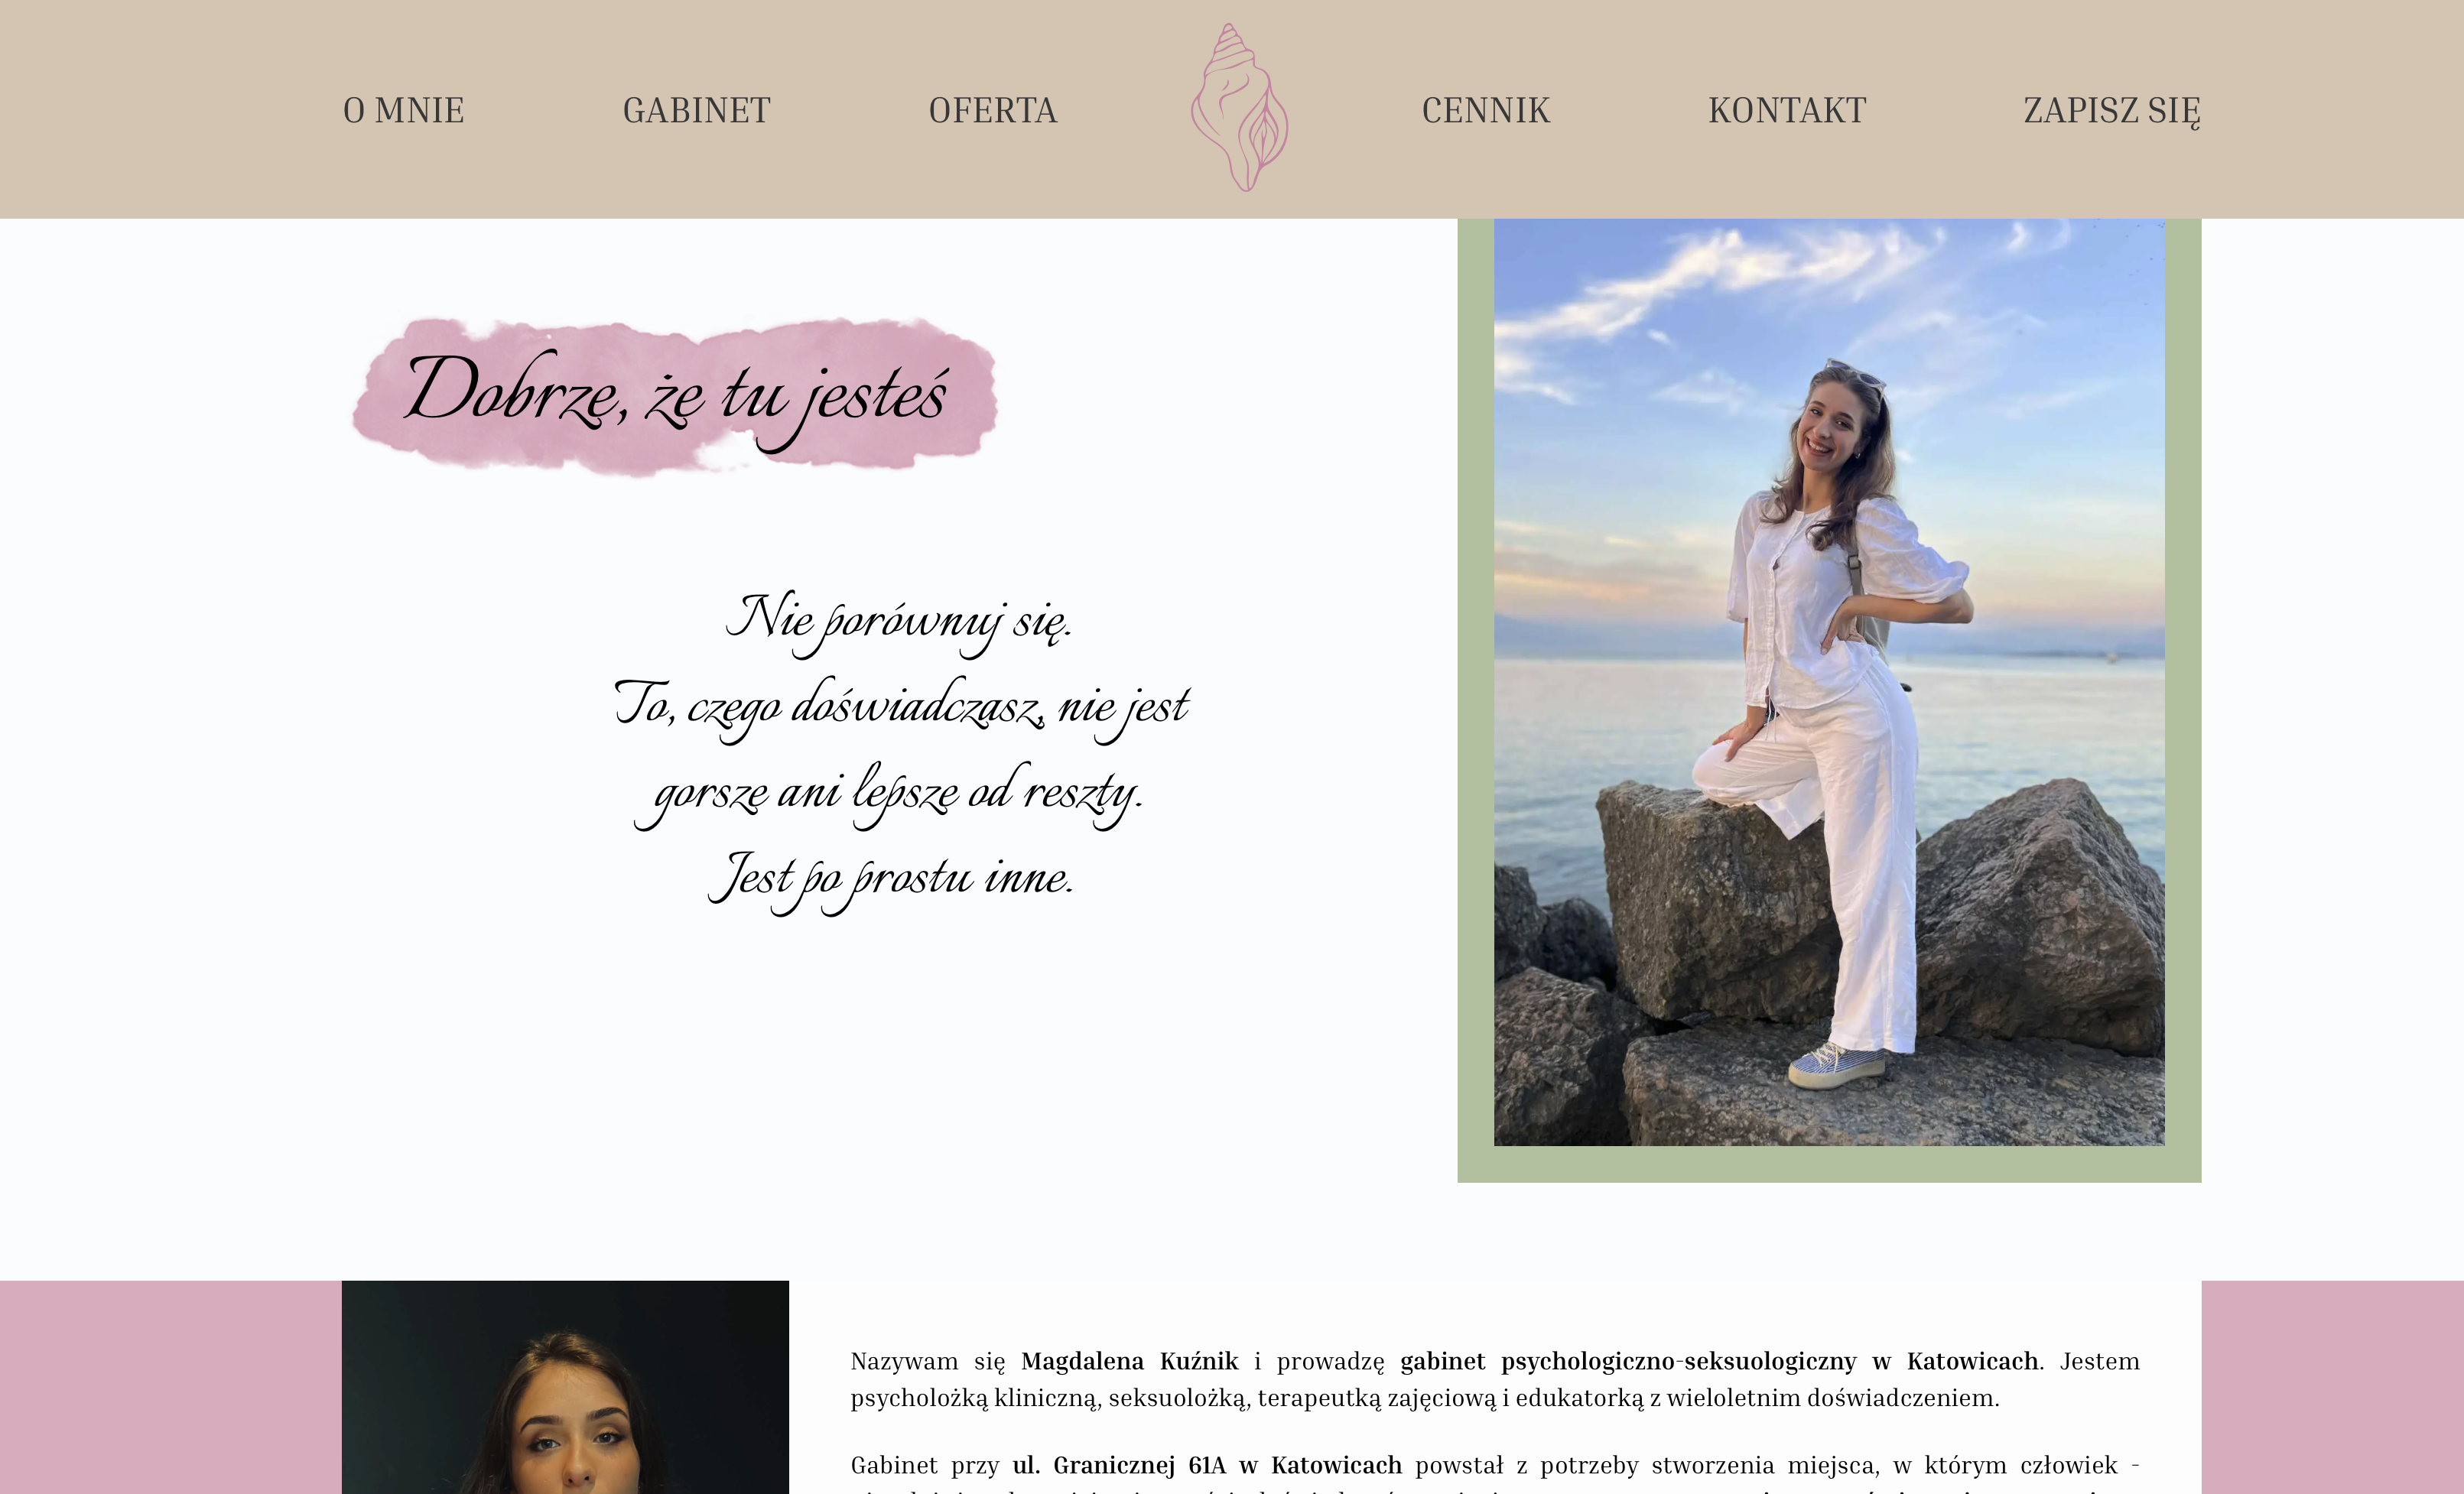 O MNIE
GABINET
OFERTA
CENNIK
KONTAKT
ZAPISZ SIĘ
Dobrze, że tu jesteś
Nie porównuj się.
To, czego doświadczasz, nie jest
gorsze ani lepsze od reszty.
Jest po prostu inne.
Nazywam się Magdalena Kuźnik i prowadzę gabinet psychologiczno-seksuologiczny w Katowicach. Jestem
psycholożką kliniczną, seksuolożką, terapeutką zajęciową i edukatorką z wieloletnim doświadczeniem.
Gabinet przy ul. Granicznej 61A w Katowicach powstał z potrzeby stworzenia miejsca, w którym człowiek -